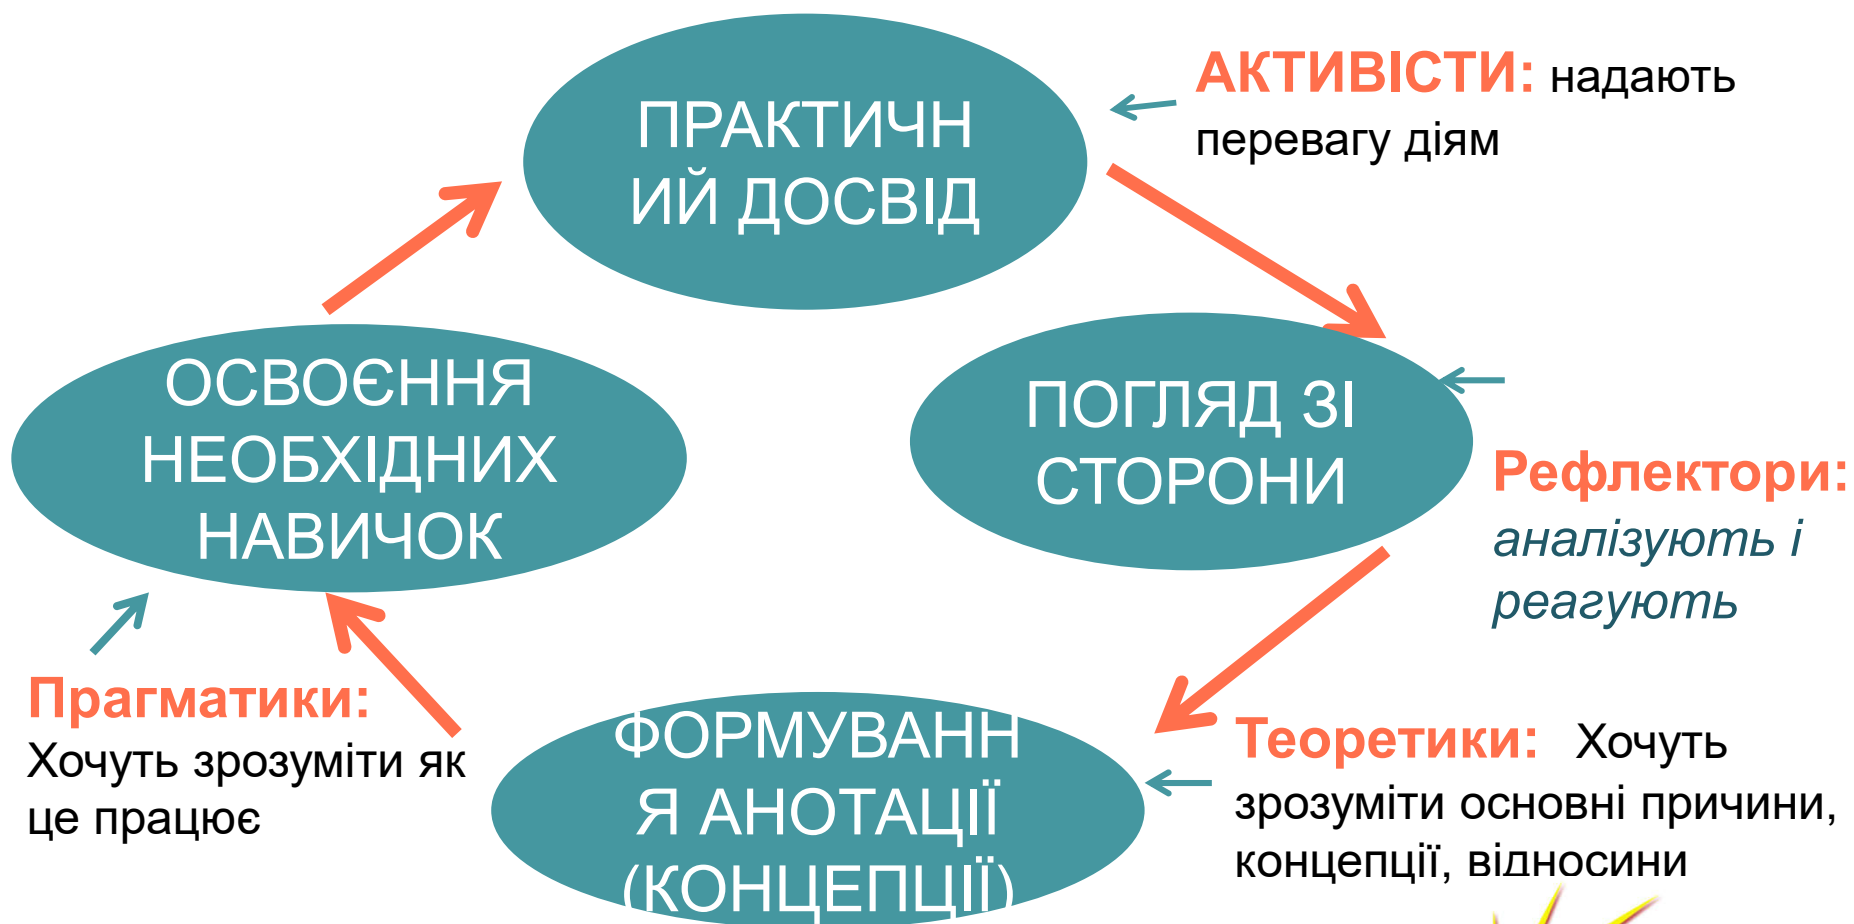 ПРАКТИЧН
ИЙ ДОСВІД
АКТИВІСТИ: надають
перевагу діям
ОСВОЄННЯ
НЕОБХІДНИХ
НАВИЧОК
ПОГЛЯД ЗІ
СТОРОНИ
Рефлектори:
аналізують і
реагують
Прагматики:
Хочуть зрозуміти як
це працює
ФОРМУВАНН
Я АНОТАЦІЇ
(КОНЦЕПЦІЇ)
Теоретики: Хочуть
зрозуміти основні причини,
концепції, відносини